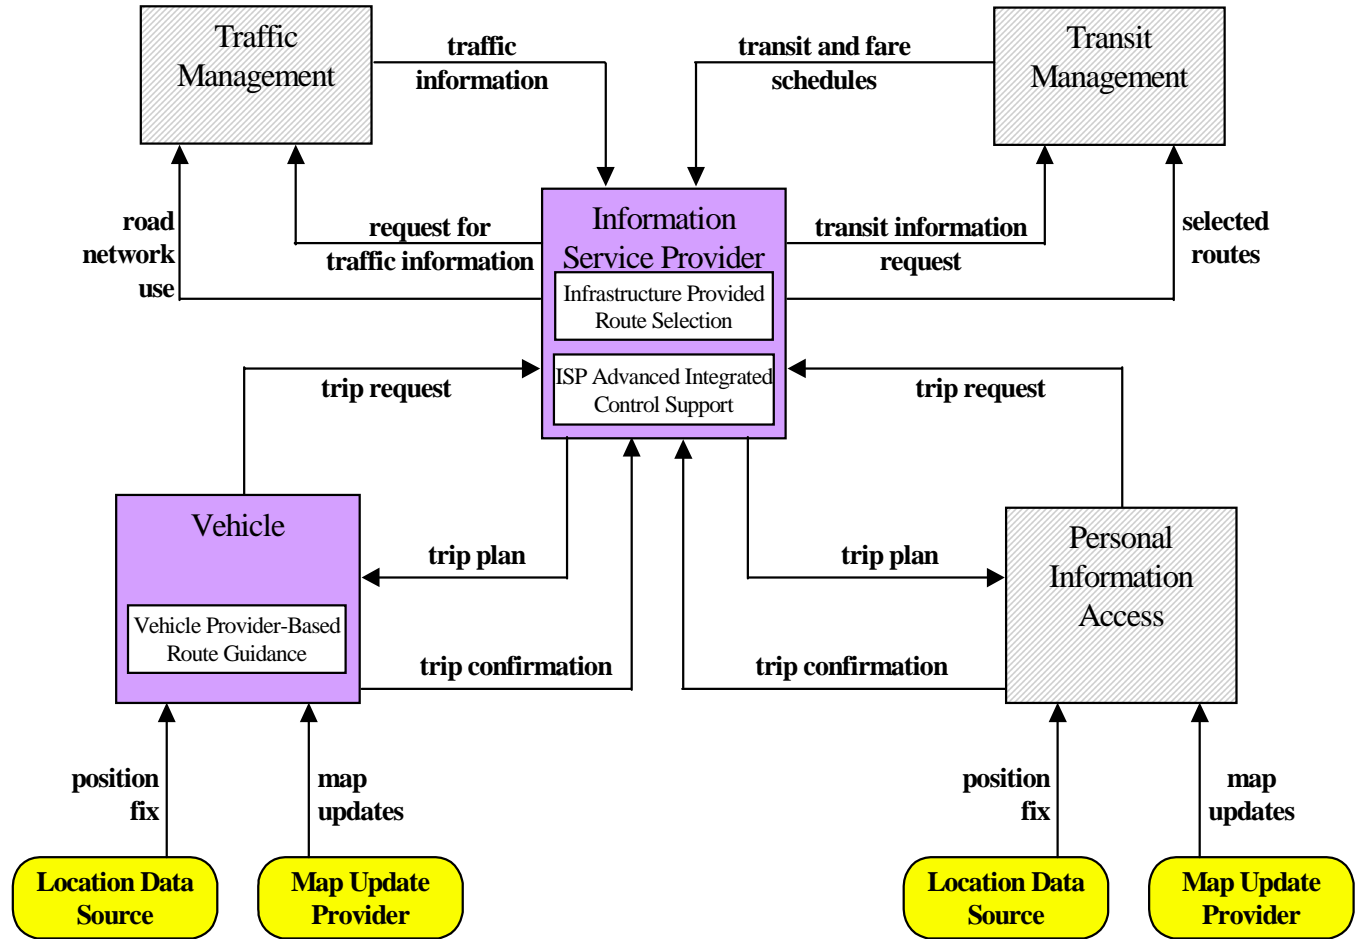 Traffic
Management
traffic
information
transit and fare
schedules
Transit
Management
road
network
use
request for
traffic information
Information
Service Provider
transit information
request
selected
routes
Infrastructure Provided
Route Selection
ISP Advanced Integrated
Control Support
trip request
trip request
Vehicle
Vehicle Provider-Based
Route Guidance
trip plan
trip plan
Personal
Information
Access
trip confirmation
trip confirmation
position
fix
map
updates
position
fix
map
updates
Location Data
Source
Map Update
Provider
Location Data
Source
Map Update
Provider